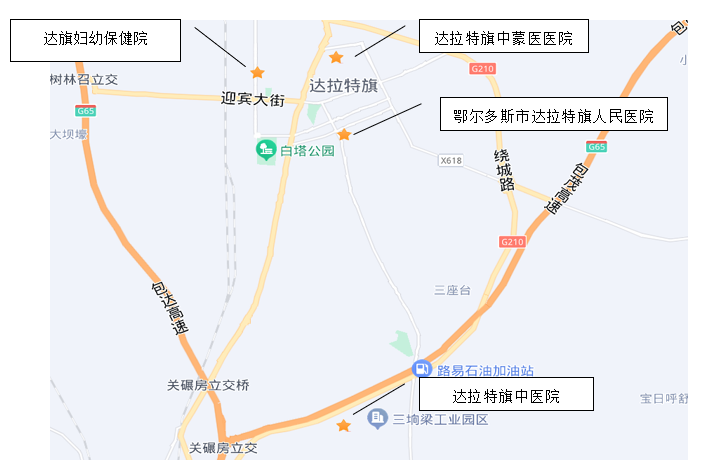 达旗妇幼保健院
达拉特旗中蒙医医院
包
小
G210
树林召立交
达拉特旗
迎宾大街
G65
鄂尔多斯市达拉特旗人民医院
大坝壕
白塔公园
G65
X618
绕城路
包茂高速
G210
三座台
包达高速
路易石油加油站
关碾房立交桥
达拉特旗中医院
宝日呼舒
三垧梁工业园区
关碾房立交